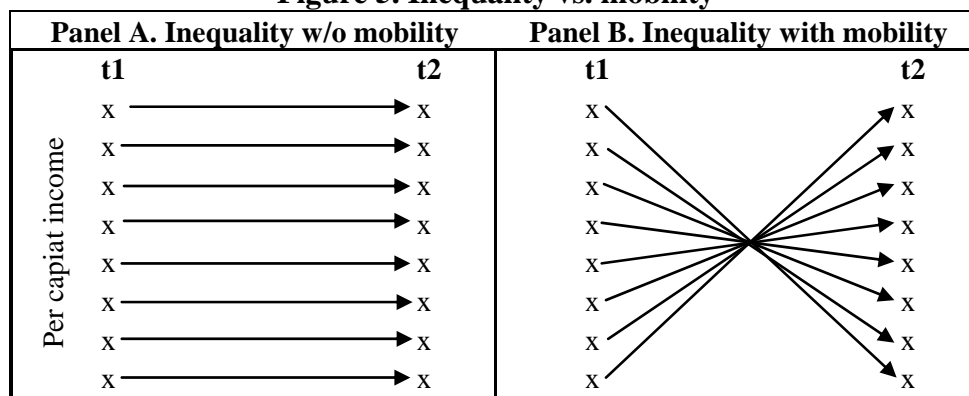 Figure 3. Inequality vs. mobility
Panel A. Inequality w/o mobility Panel B. Inequality with mobility
t1 t2 t1 t2
x x x x
x x x x
x x x x
x x x x
x x x x
x x x x
x x x x
x x x x
Per capiat income